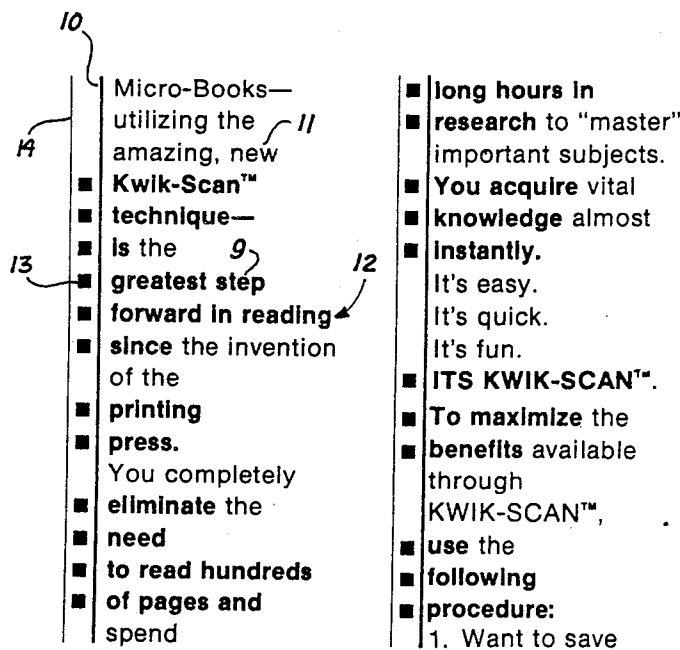 10
Micro-Books—
utilizing the
11
14
amazing, new
■ Kwik-Scan™
■ technique—
■ is the
9
13
■ greatest step
12
■ forward in reading
■ since the invention
of the
■ printing
■ press.
You completely
■ eliminate the
■ need
■ to read hundreds
■ of pages and
spend
■ long hours in
■ research to "master"
important subjects.
■ You acquire vital
■ knowledge almost
■ instantly.
It's easy.
It's quick.
It's fun.
■ ITS KWIK-SCAN™.
■ To maximize the
■ benefits available
through
KWIK-SCAN™,
■ use the
■ following
■ procedure:
1. Want to save